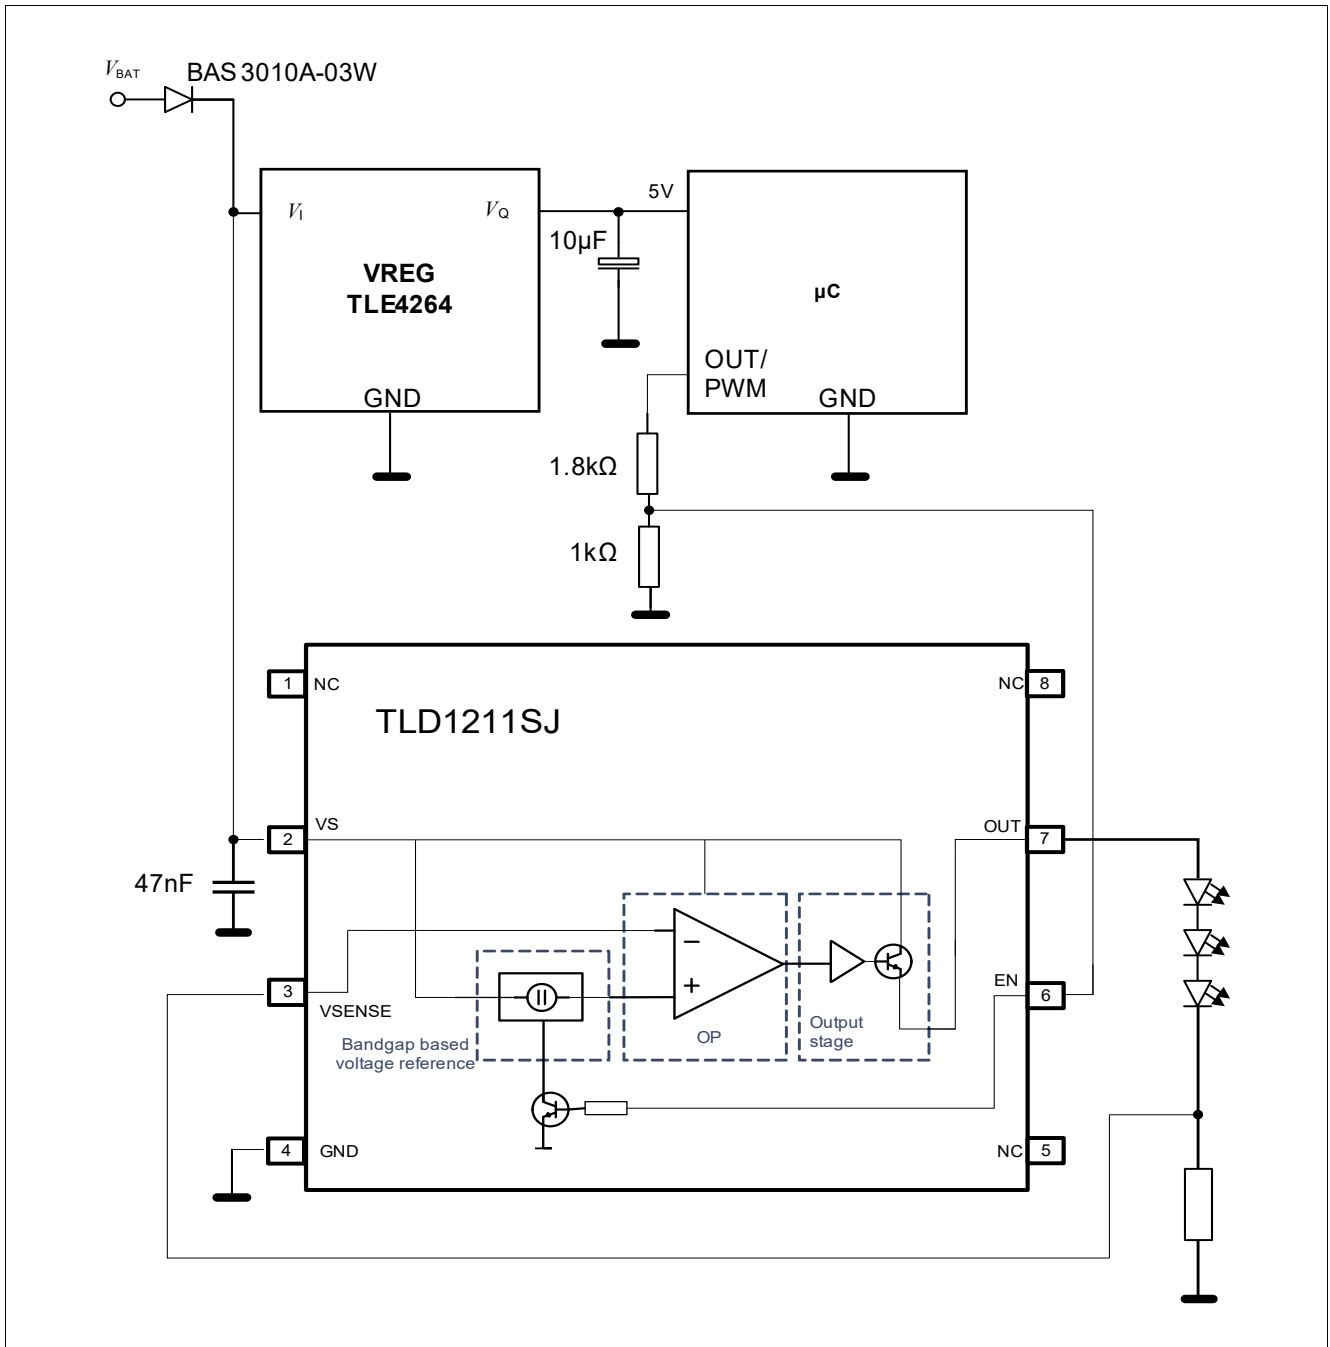 VBAT
BAS 3010A-03W
VI
VQ
VREG
TLE4264
GND
5V
10µF
µC
OUT/
PWM
GND
1.8kΩ
1kΩ
1
NC
NC
8
TLD1211SJ
2
VS
OUT
7
47nF
3
VSENSE
EN
6
Bandgap based
voltage reference
−
+
OP
Output
stage
4
GND
NC
5